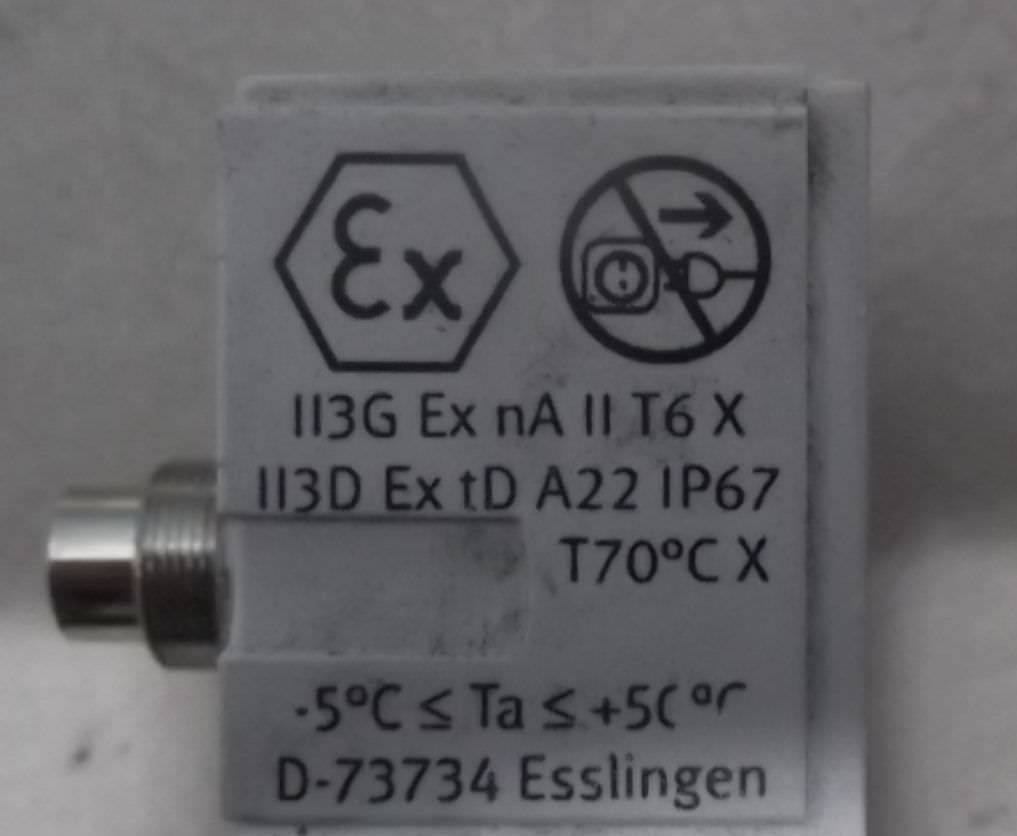 Ex
II3G Ex nA II T6 X
II3D Ex tD A22 IP67
T70°C X
-5°C ≤ Ta ≤
D-73734 Esslingen